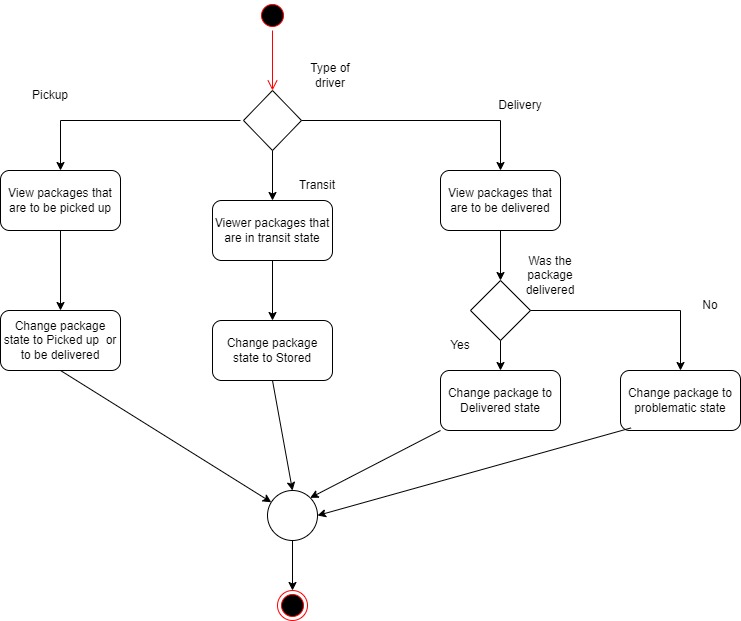 Type of
driver
Pickup
Delivery
Transit
View packages that
are to be picked up
Viewer packages that
are in transit state
View packages that
are to be delivered
Was the
package
delivered
No
Yes
Change package
state to Picked up or
to be delivered
Change package
state to Stored
Change package to
Delivered state
Change package to
problematic state